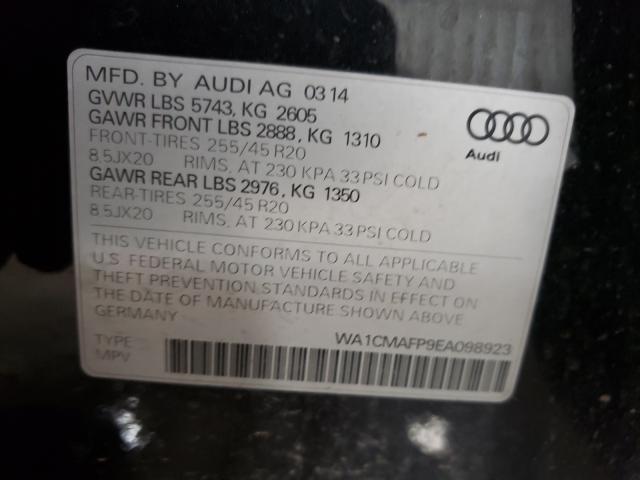 MFD. BY AUDI AG 0314
GVWR LBS 5743, KG 2605
GAWR FRONT LBS 2888, KG 1310
FRONT-TIRES 255/45 R20
8,5JX20 RIMS, AT 230 KPA 33 PSI COLD
GAWR REAR LBS 2976, KG 1350
REAR-TIRES 255/45 R20
8,5JX20 RIMS, AT 230 KPA 33 PSI COLD
Audi
THIS VEHICLE CONFORMS TO ALL APPLICABLE
U.S. FEDERAL MOTOR VEHICLE SAFETY AND
THEFT PREVENTION STANDARDS IN EFFECT ON
THE DATE OF MANUFACTURE SHOWN ABOVE
GERMANY
WA1CMAFP9EA098923
TYPE:
MPV